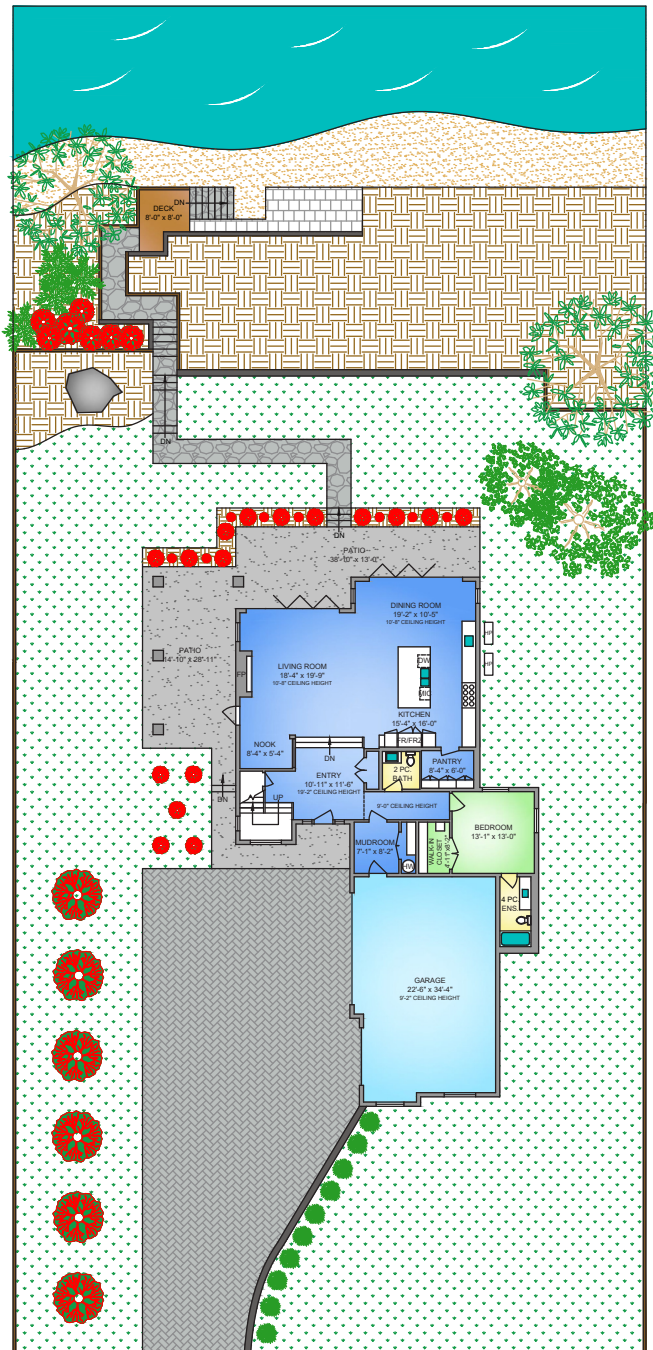 DECK
8'-0" x 8'-0"
DN
DN
DN
PATIO
38'-10" x 13'-0"
DINING ROOM
19'-2" x 10'-5"
10'-8" CEILING HEIGHT
HP
HP
PATIO
14'-10" x 28'-11"
LIVING ROOM
18'-4" x 19'-9"
10'-8" CEILING HEIGHT
FP
DW
MIC
KITCHEN
15'-4" x 16'-0"
FR/FRZ
NOOK
8'-4" x 5'-4"
DN
ENTRY
10'-11" x 11'-6"
19'-2" CEILING HEIGHT
2 PC.
BATH
PANTRY
8'-4" x 6'-0"
UP
DN
9'-0" CEILING HEIGHT
MUDROOM
7'-1" x 8'-2"
HW
WALK-IN
CLOSET
BEDROOM
13'-1" x 13'-0"
4 PC.
ENS.
GARAGE
22'-6" x 34'-4"
9'-2" CEILING HEIGHT